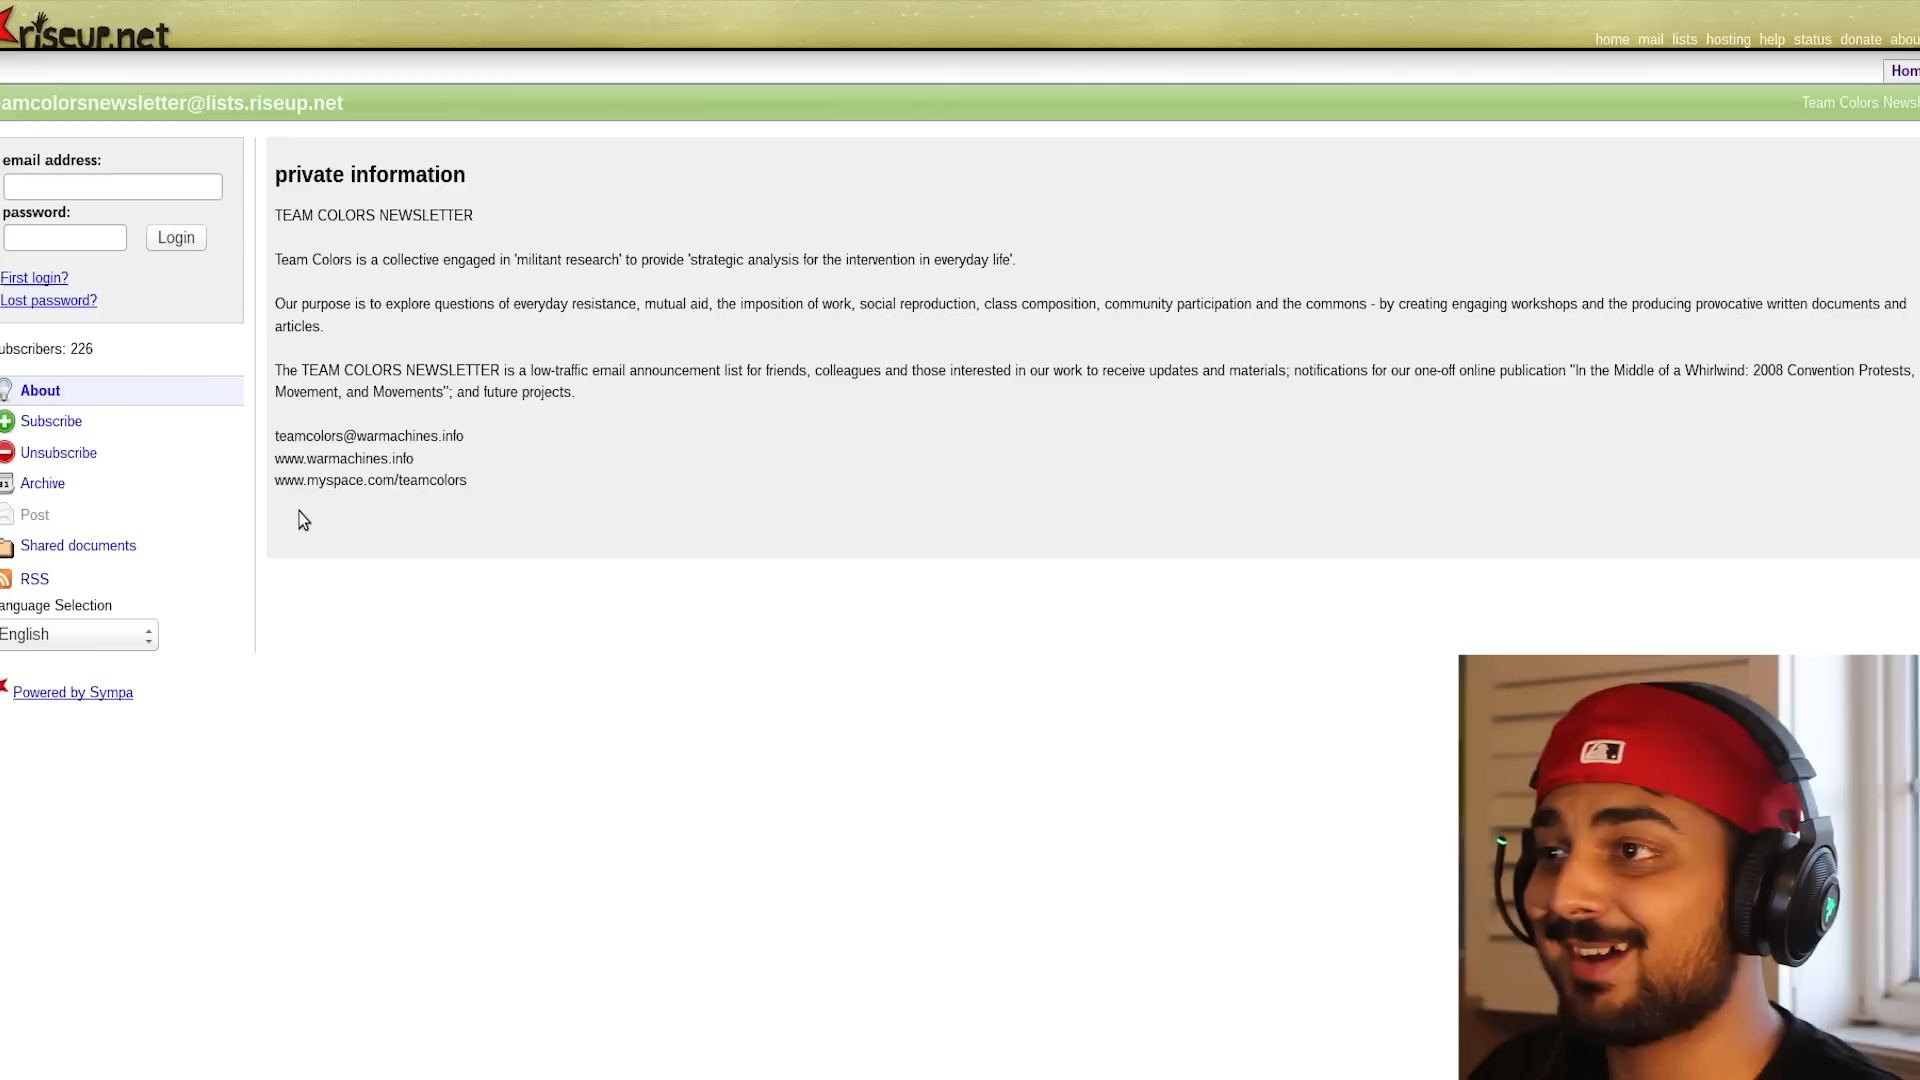 riseup.net
home mail lists hosting help status donate abou
Hom
amcolorsnewsletter@lists.riseup.net
Team Colors Newsl
email address:
password:
Login
First login?
Lost password?
ubscribers: 226
About
Subscribe
Unsubscribe
Archive
Post
Shared documents
RSS
anguage Selection
English
Powered by Sympa
private information
TEAM COLORS NEWSLETTER
Team Colors is a collective engaged in 'militant research' to provide 'strategic analysis for the intervention in everyday life'.
Our purpose is to explore questions of everyday resistance, mutual aid, the imposition of work, social reproduction, class composition, community participation and the commons - by creating engaging workshops and the producing provocative written documents and
articles.
The TEAM COLORS NEWSLETTER is a low-traffic email announcement list for friends, colleagues and those interested in our work to receive updates and materials; notifications for our one-off online publication "In the Middle of a Whirlwind: 2008 Convention Protests,
Movement, and Movements"; and future projects.
teamcolors@warmachines.info
www.warmachines.info
www.myspace.com/teamcolors